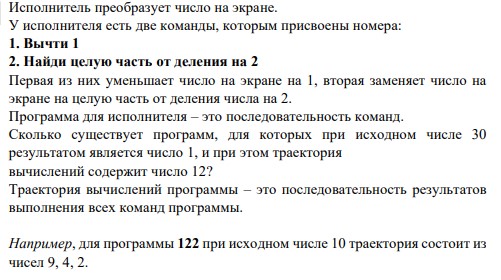 Исполнитель преобразует число на экране.
У исполнителя есть две команды, которым присвоены номера:
1. Вычти 1
2. Найди целую часть от деления на 2
Первая из них уменьшает число на экране на 1, вторая заменяет число на
экране на целую часть от деления числа на 2.
Программа для исполнителя – это последовательность команд.
Сколько существует программ, для которых при исходном числе 30
результатом является число 1, и при этом траектория
вычислений содержит число 12?
Траектория вычислений программы – это последовательность результатов
выполнения всех команд программы.
Например, для программы 122 при исходном числе 10 траектория состоит из
чисел 9, 4, 2.